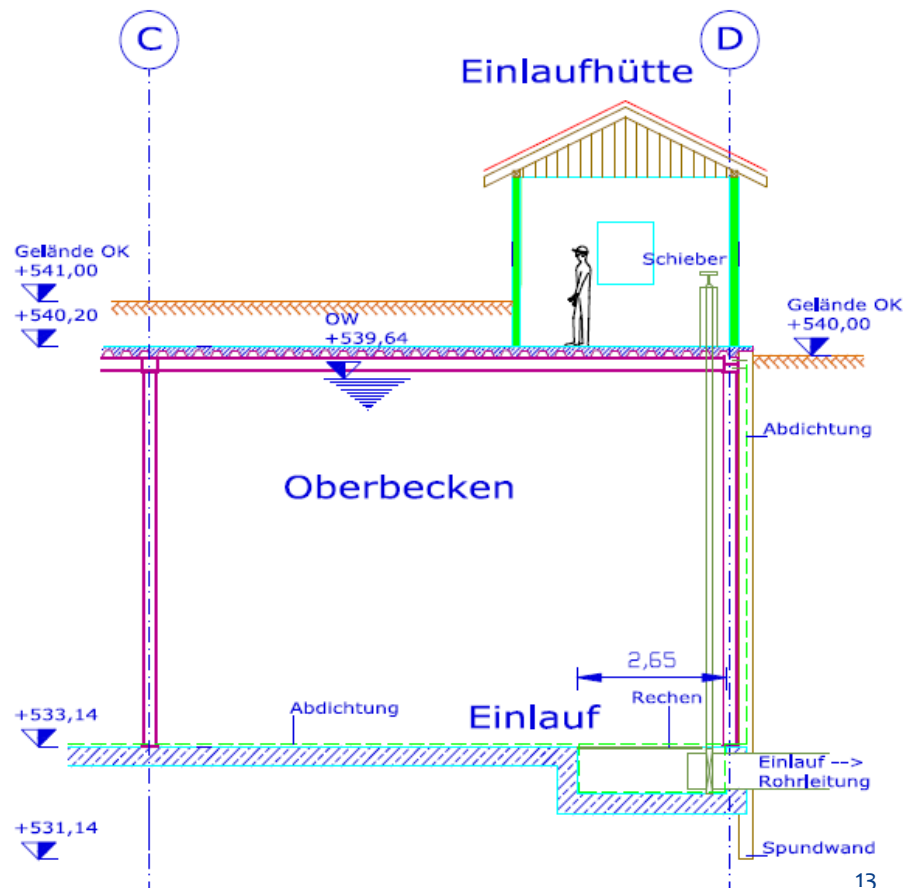 C
D
Einlaufhütte
Gelände OK
+541,00
+540,20
Schieber
OW
+539,64
Gelände OK
+540,00
Abdichtung
Oberbecken
2,65
Rechen
+533,14
Abdichtung
Einlauf
Einlauf -->
Rohrleitung
+531,14
Spundwand
13